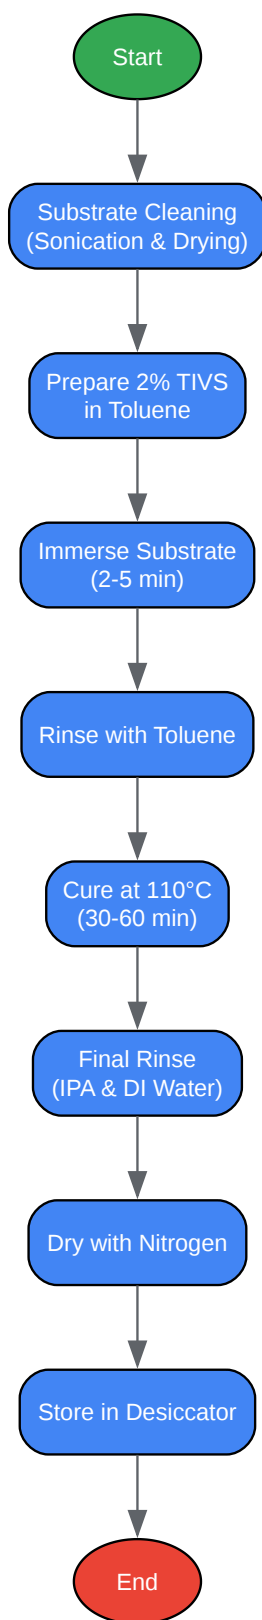 Start
Substrate Cleaning
(Sonication & Drying)
Prepare 2% TIVS
in Toluene
Immerse Substrate
(2-5 min)
Rinse with Toluene
Cure at 110°C
(30-60 min)
Final Rinse
(IPA & DI Water)
Dry with Nitrogen
Store in Desiccator
End